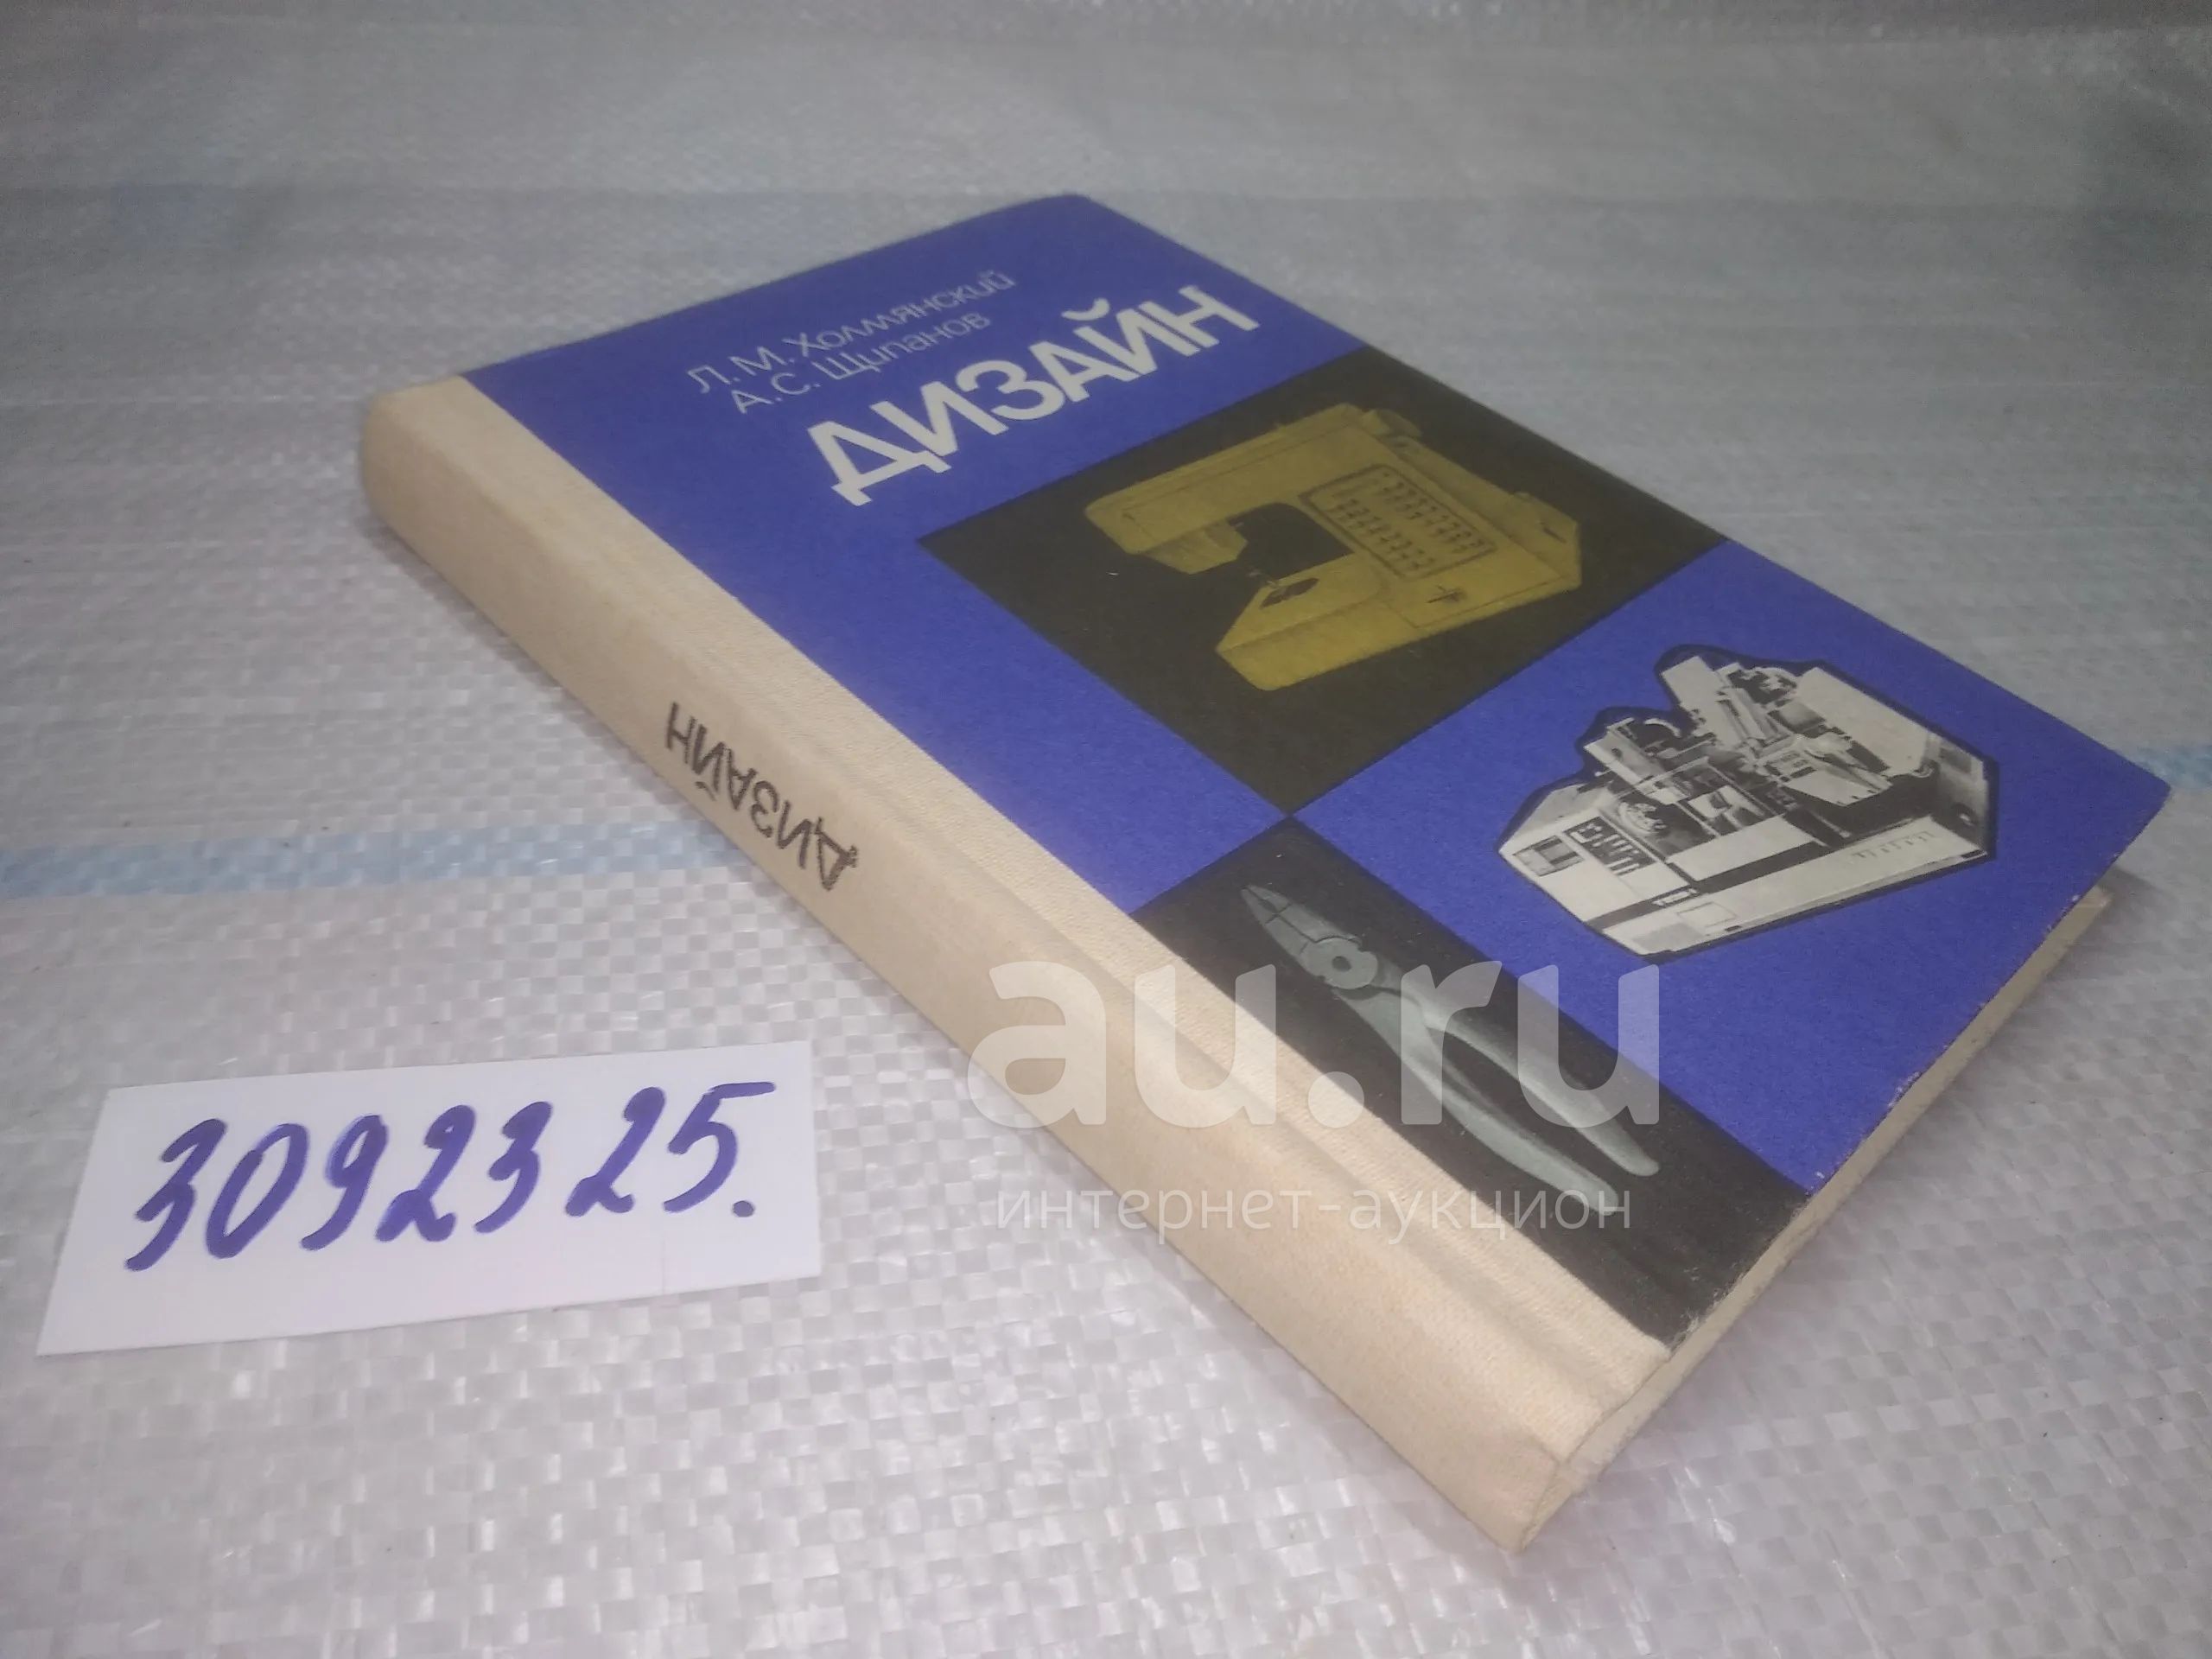 Л. М. Холмянский
А. С. Щипанов
ДИЗАЙН
ДИЗАЙН
au.ru
интернет-аукцион
3092325.